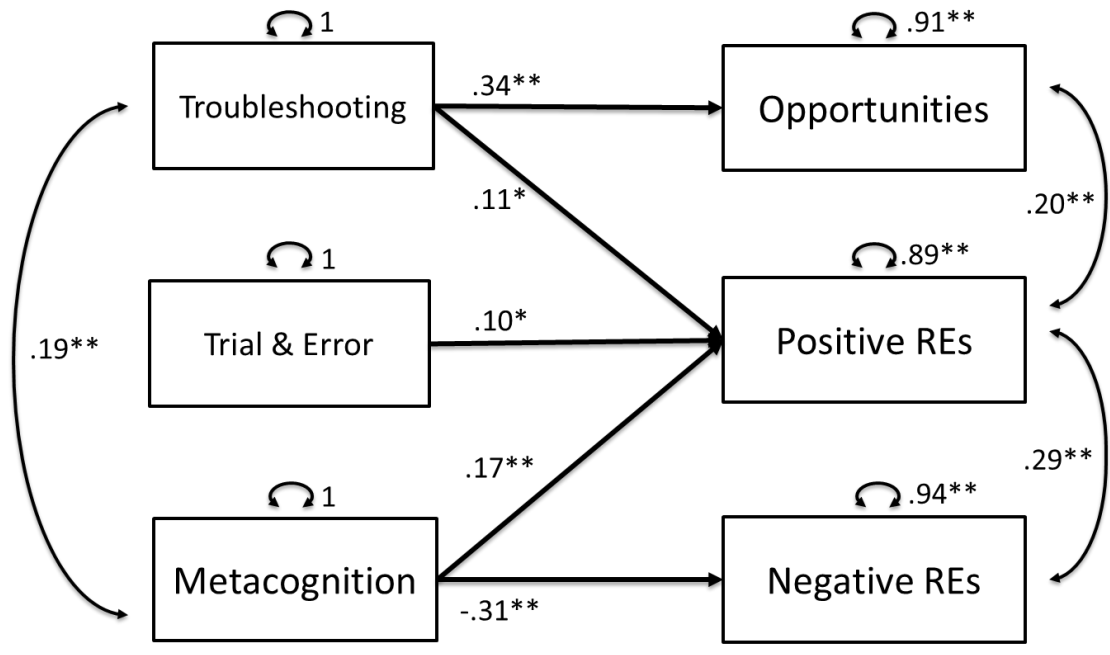 1
.91**
Troubleshooting
.34**
Opportunities
.11*
.20**
1
.89**
Trial & Error
.10*
Positive REs
.19**
.17**
.29**
1
.94**
Metacognition
-.31**
Negative REs